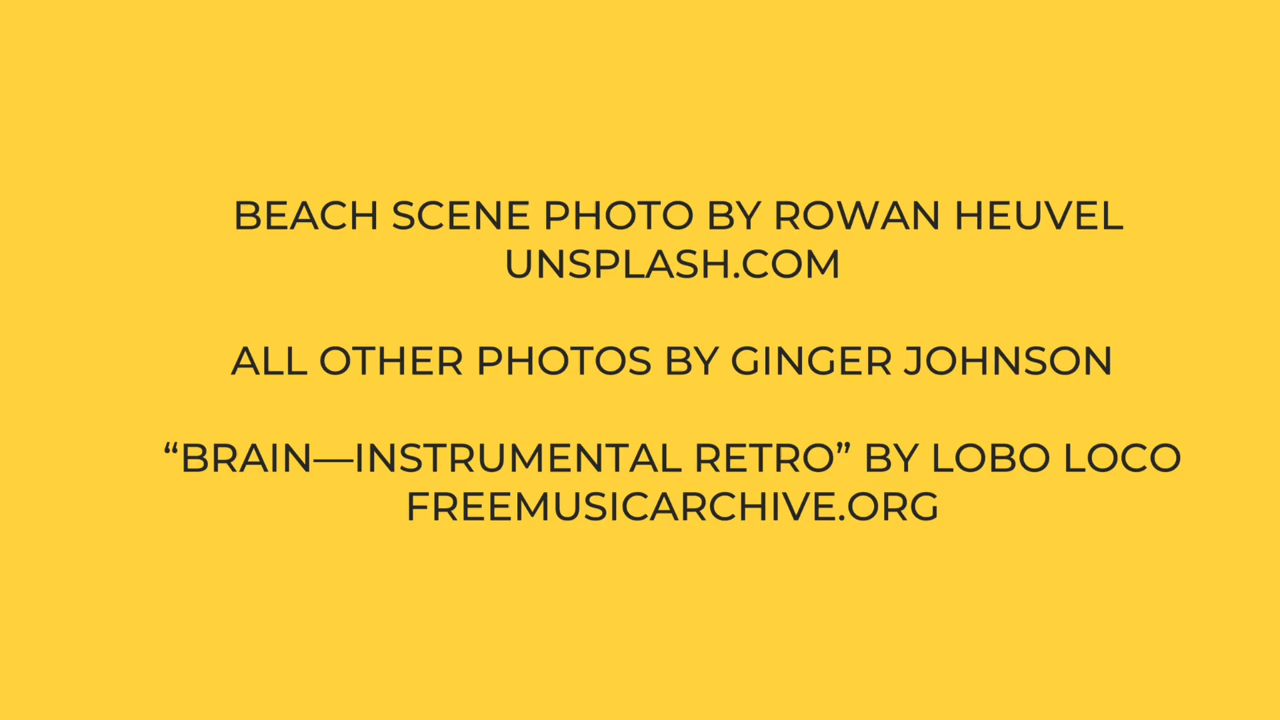 BEACH SCENE PHOTO BY ROWAN HEUVEL
UNSPLASH.COM
ALL OTHER PHOTOS BY GINGER JOHNSON
“BRAIN—INSTRUMENTAL RETRO” BY LOBO LOCO
FREEMUSICARCHIVE.ORG